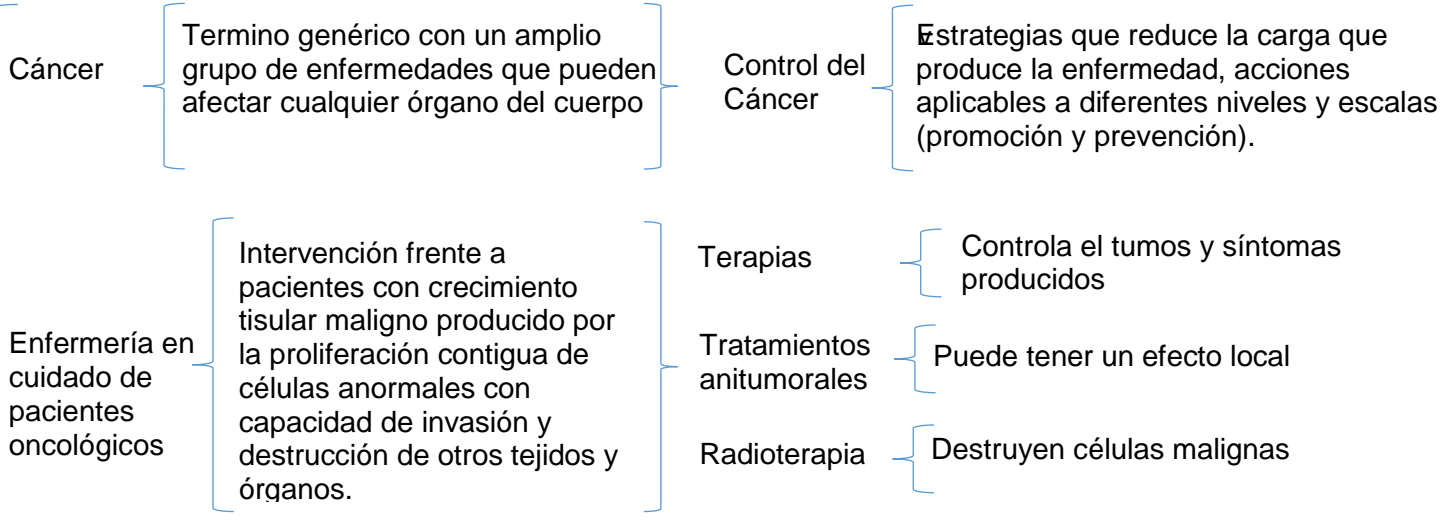 Cáncer
Termino genérico con un amplio
grupo de enfermedades que pueden
afectar cualquier órgano del cuerpo
Control del
Cáncer
Estrategias que reduce la carga que
produce la enfermedad, acciones
aplicables a diferentes niveles y escalas
(promoción y prevención).
Enfermería en
cuidado de
pacientes
oncológicos
Intervención frente a
pacientes con crecimiento
tisular maligno producido por
la proliferación contigua de
células anormales con
capacidad de invasión y
destrucción de otros tejidos y
órganos.
Terapias
Controla el tumos y síntomas
producidos
Tratamientos
anitumorales
Puede tener un efecto local
Radioterapia
Destruyen células malignas